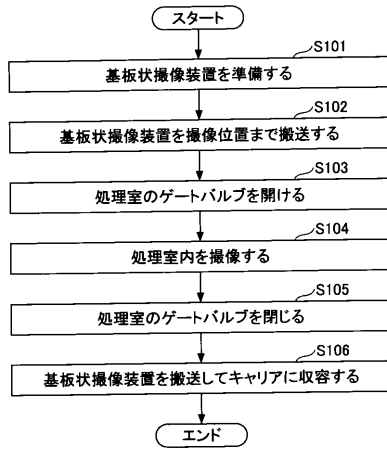 スタート
S101
基板状撮像装置を準備する
S102
基板状撮像装置を撮像位置まで搬送する
S103
処理室のゲートバルブを開ける
S104
処理室内を撮像する
S105
処理室のゲートバルブを閉じる
S106
基板状撮像装置を搬送してキャリアに収容する
エンド